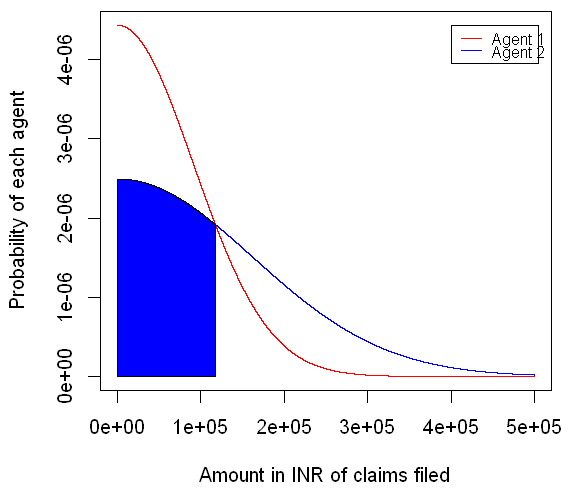 Agent 1
Agent 2
Probability of each agent
4e-06
3e-06
2e-06
1e-06
0e+00
0e+00 1e+05 2e+05 3e+05 4e+05 5e+05
Amount in INR of claims filed